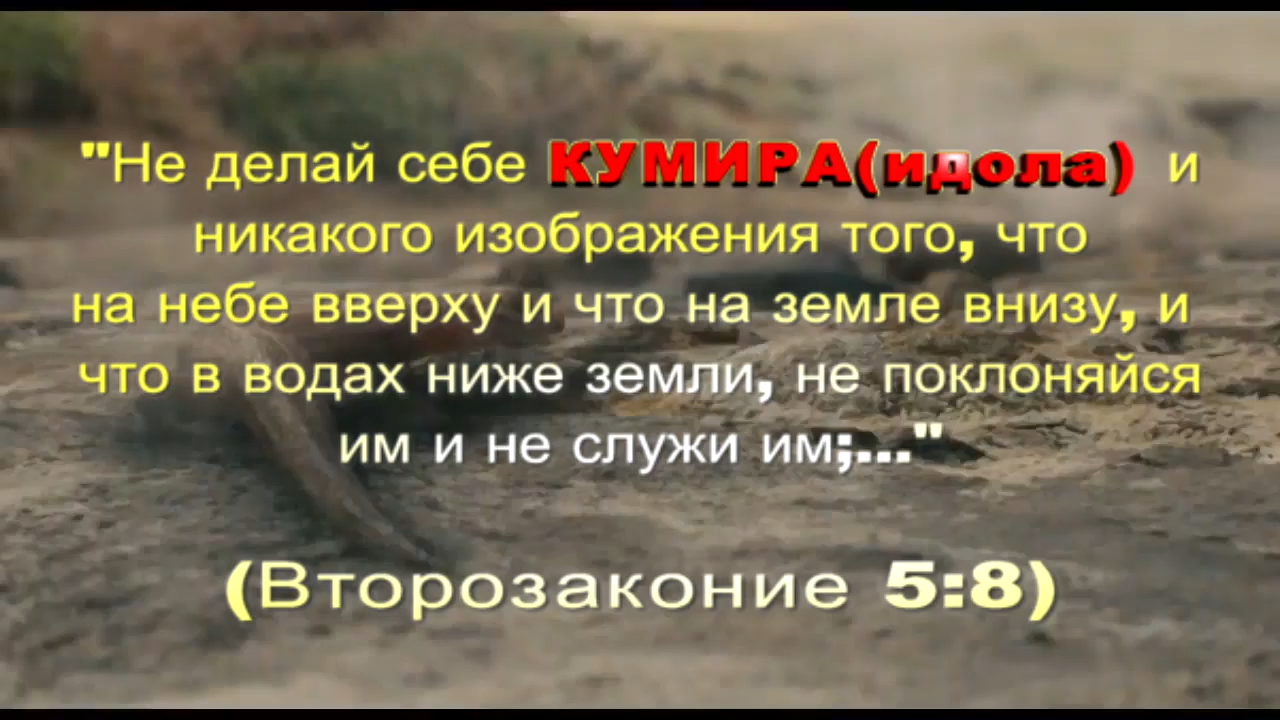 "Не делай себе КУМИРА(идола) и
никакого изображения того, что
на небе вверху и что на земле внизу, и
что в водах ниже земли, не поклоняйся
им и не служи им;..."
(Второзаконие 5:8)